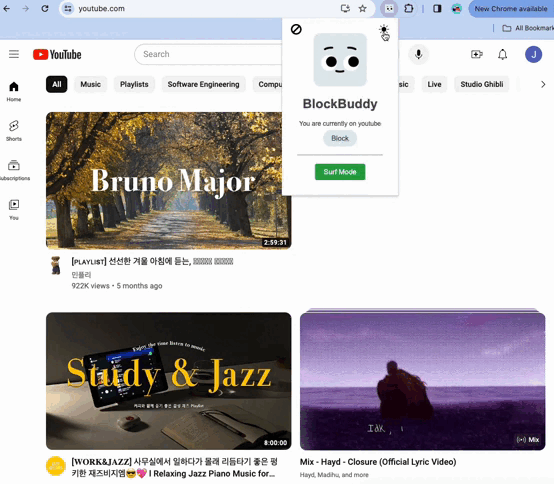 youtube.com
New Chrome available
All Bookmark
YouTube
Search
J
BlockBuddy
You are currently on youtube
Block
Surf Mode
All
Music
Playlists
Software Engineering
Compu
sic
Live
Studio Ghibli
Home
Shorts
Subscriptions
You
Bruno Major
2:59:31
[PLAYLIST] 선선한 겨울 아침에 듣는,
민플리
922K views • 5 months ago
Enjoy the time listen to music
Study & Jazz
8:00:00
[WORK&JAZZ] 사무실에서 일하다가 몰래 리듬타기 좋은 펑
키한 재즈비지엠😎💖 l Relaxing Jazz Piano Music for...
Idk, i
Mix
Mix - Hayd - Closure (Official Lyric Video)
Hayd, Madihu, and more